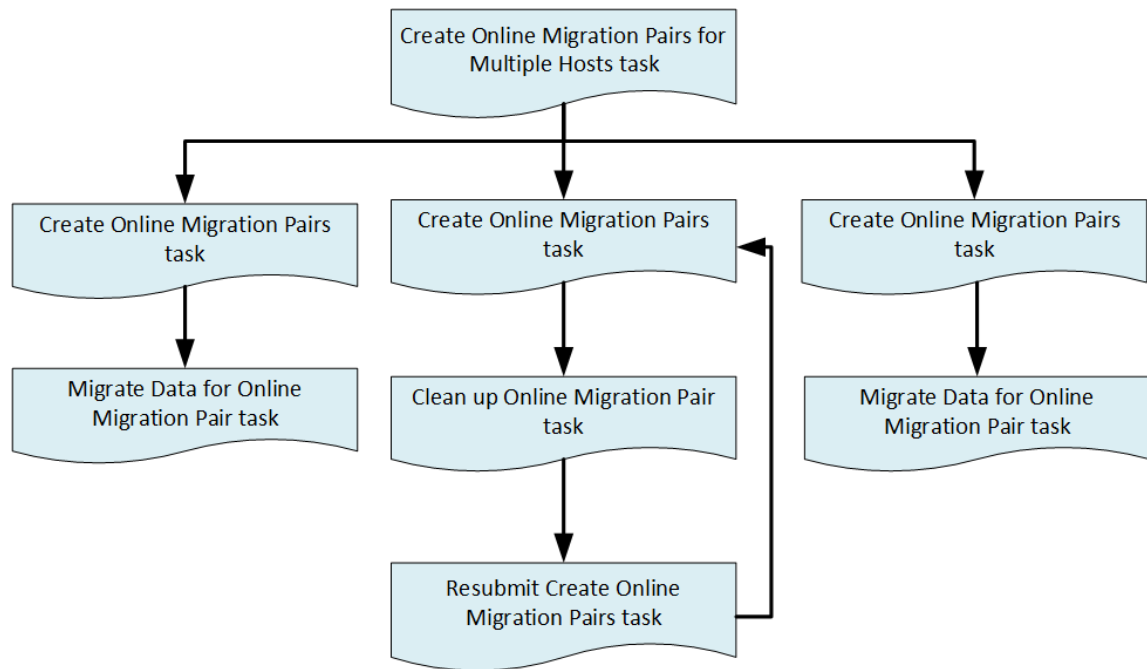 Create Online Migration Pairs for
Multiple Hosts task
Create Online Migration Pairs
task
Create Online Migration Pairs
task
Create Online Migration Pairs
task
Migrate Data for Online
Migration Pair task
Clean up Online Migration Pair
task
Migrate Data for Online
Migration Pair task
Resubmit Create Online
Migration Pairs task